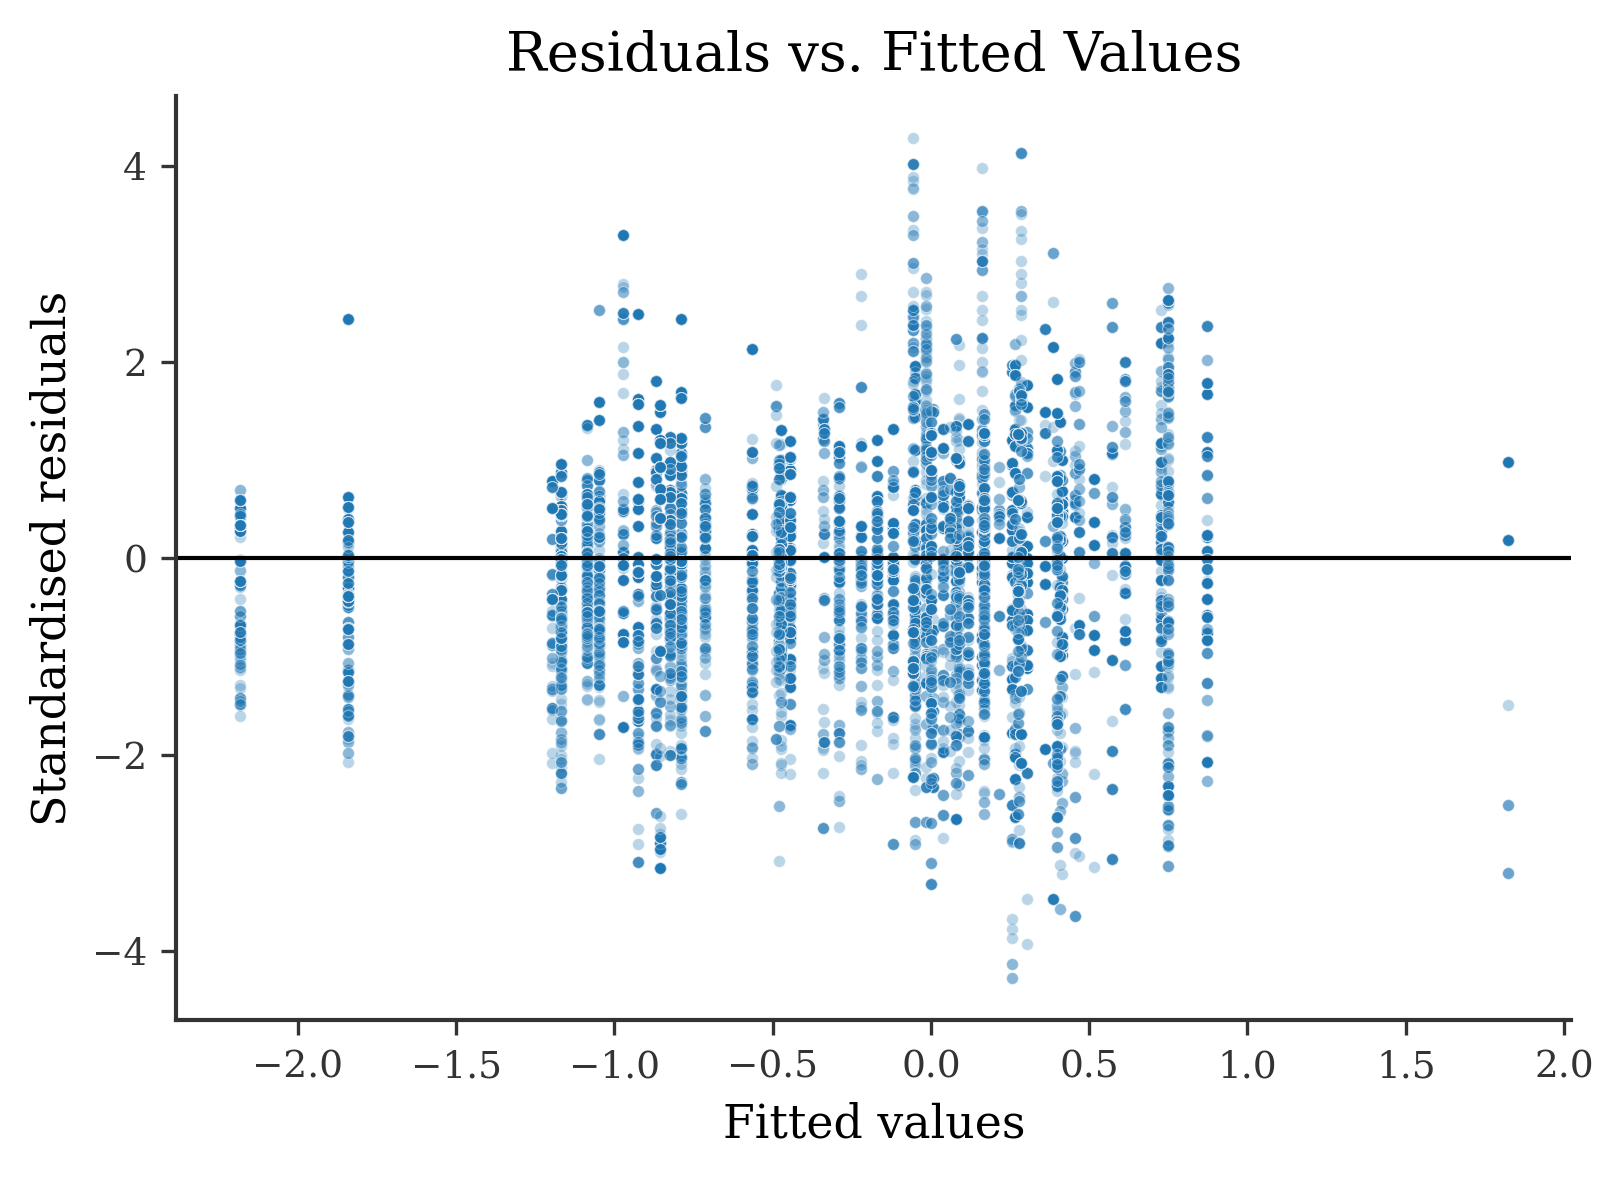 Residuals vs. Fitted Values
Standardised residuals
4
2
0
−2
−4
−2.0 −1.5 −1.0 −0.5 0.0 0.5 1.0 1.5 2.0
Fitted values